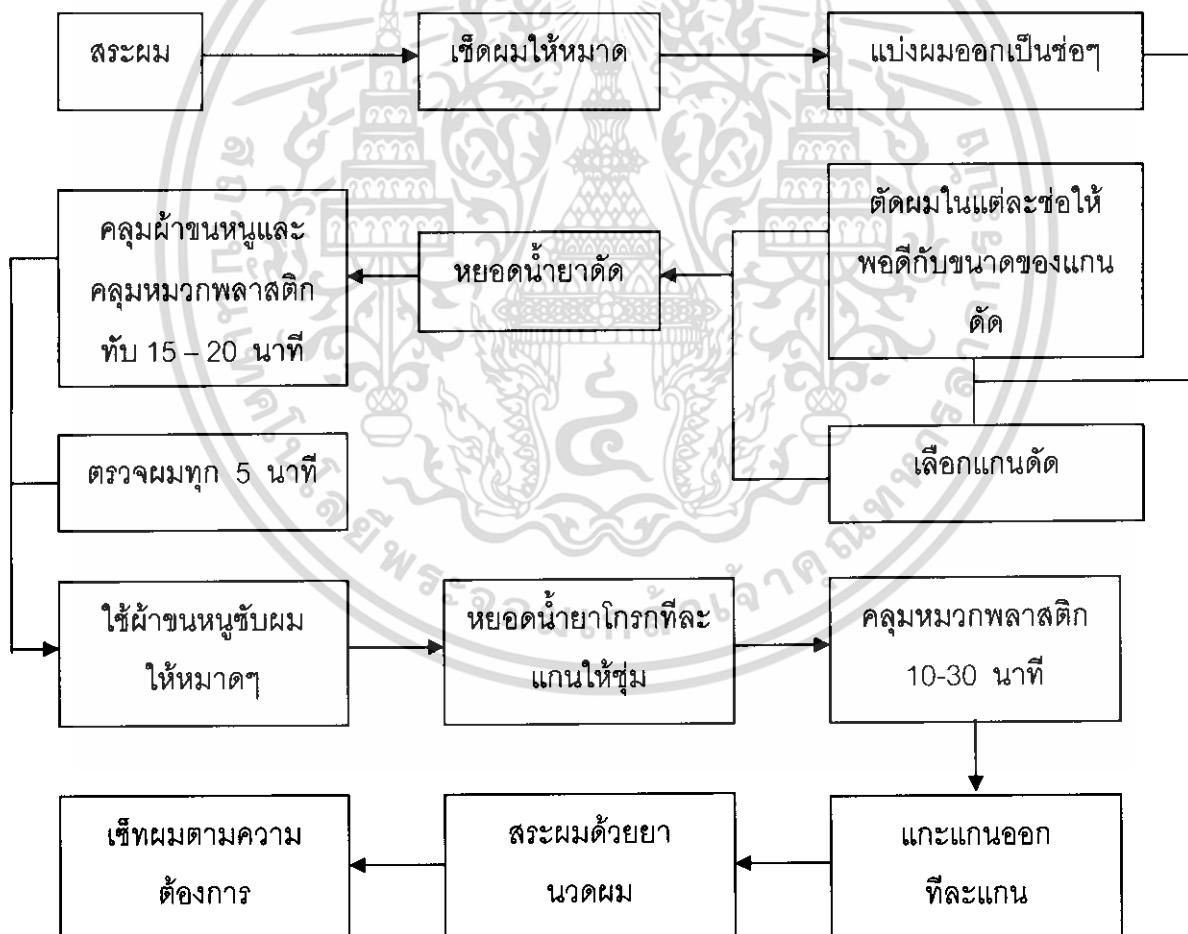 สระผม
เช็ดผมให้หมาด
แบ่งผมออกเป็นช่อๆ
ตัดผมในแต่ละช่อให้
พอดีกับขนาดของแกน
ดัด
เลือกแกนดัด
หยอดน้ำยาดัด
คลุมผ้าขนหนูและ
คลุมหมวกพลาสติก
ทับ 15 – 20 นาที
ตรวจผมทุก 5 นาที
ใช้ผ้าขนหนูซับผม
ให้หมาดๆ
หยอดน้ำยาโกรกทีละ
แกนให้ชุ่ม
คลุมหมวกพลาสติก
10-30 นาที
แกะแกนออก
ทีละแกน
สระผมด้วยยา
นวดผม
เซ็ทผมตามความ
ต้องการ